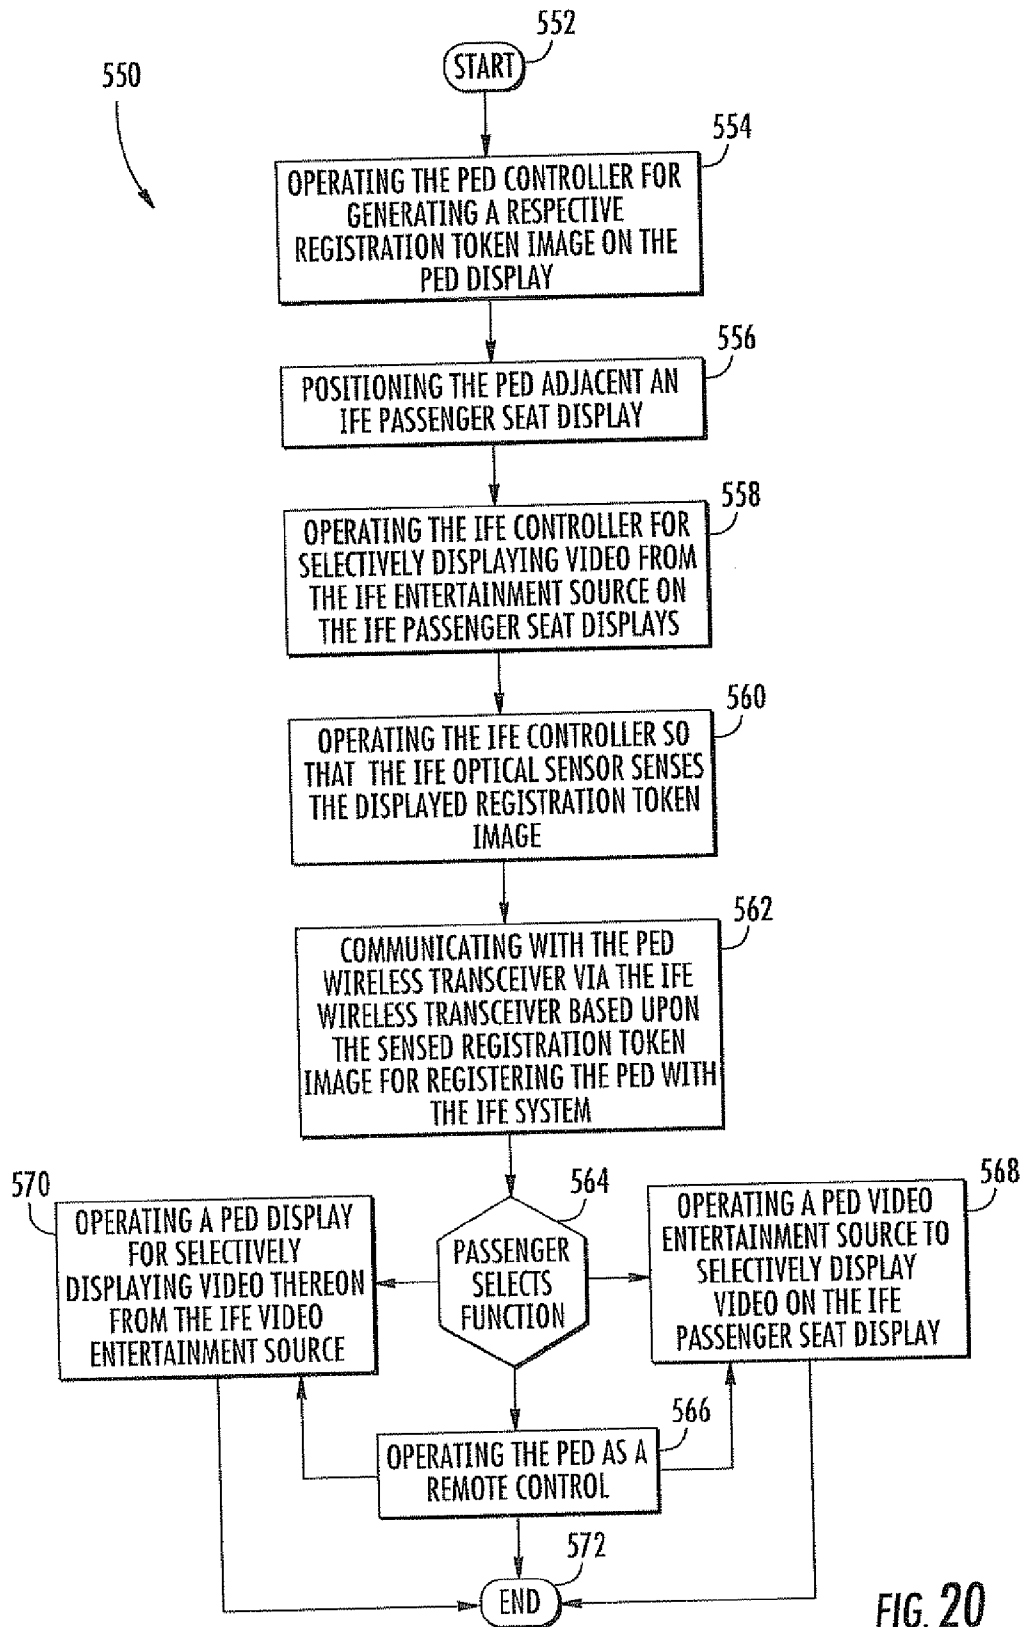 552
START
550
554
OPERATING THE PED CONTROLLER FOR
GENERATING A RESPECTIVE
REGISTRATION TOKEN IMAGE ON THE
PED DISPLAY
556
POSITIONING THE PED ADJACENT AN
IFE PASSENGER SEAT DISPLAY
558
OPERATING THE IFE CONTROLLER FOR
SELECTIVELY DISPLAYING VIDEO FROM
THE IFE ENTERTAINMENT SOURCE ON
THE IFE PASSENGER SEAT DISPLAYS
560
OPERATING THE IFE CONTROLLER SO
THAT THE IFE OPTICAL SENSOR SENSES
THE DISPLAYED REGISTRATION TOKEN
IMAGE
562
COMMUNICATING WITH THE PED
WIRELESS TRANSCEIVER VIA THE IFE
WIRELESS TRANSCEIVER BASED UPON
THE SENSED REGISTRATION TOKEN
IMAGE FOR REGISTERING THE PED WITH
THE IFE SYSTEM
570
OPERATING A PED DISPLAY
FOR SELECTIVELY
DISPLAYING VIDEO THEREON
FROM THE IFE VIDEO
ENTERTAINMENT SOURCE
564
PASSENGER
SELECTS
FUNCTION
568
OPERATING A PED VIDEO
ENTERTAINMENT SOURCE TO
SELECTIVELY DISPLAY
VIDEO ON THE IFE
PASSENGER SEAT DISPLAY
566
OPERATING THE PED AS A
REMOTE CONTROL
572
END
FIG. 20